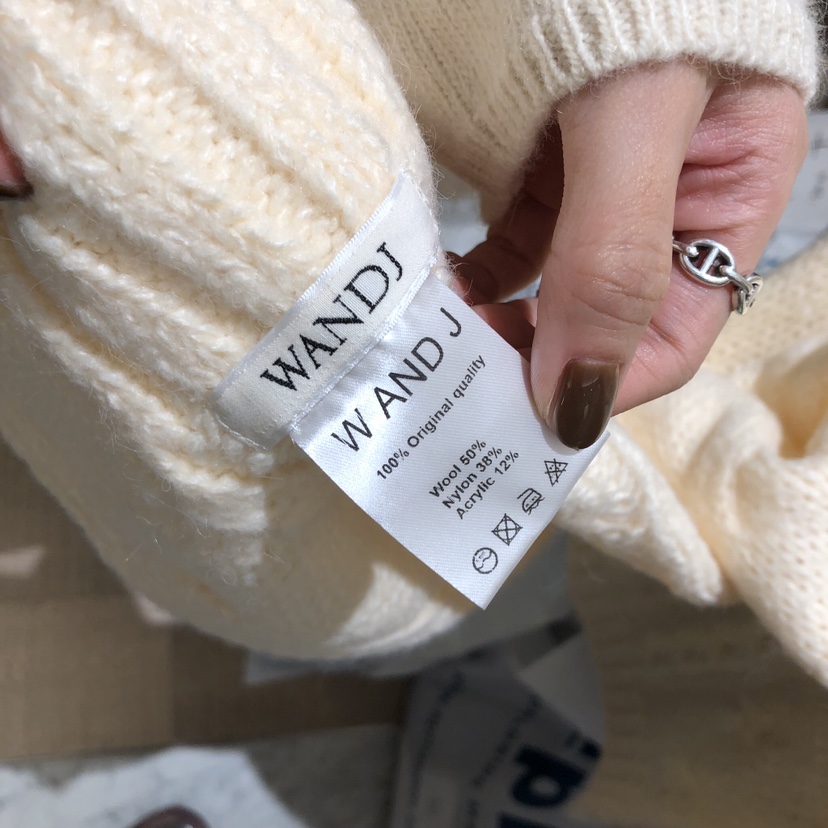 WANDJ
W AND J
100% Original quality
Wool 50%
Nylon 38%
Acrylic 12%